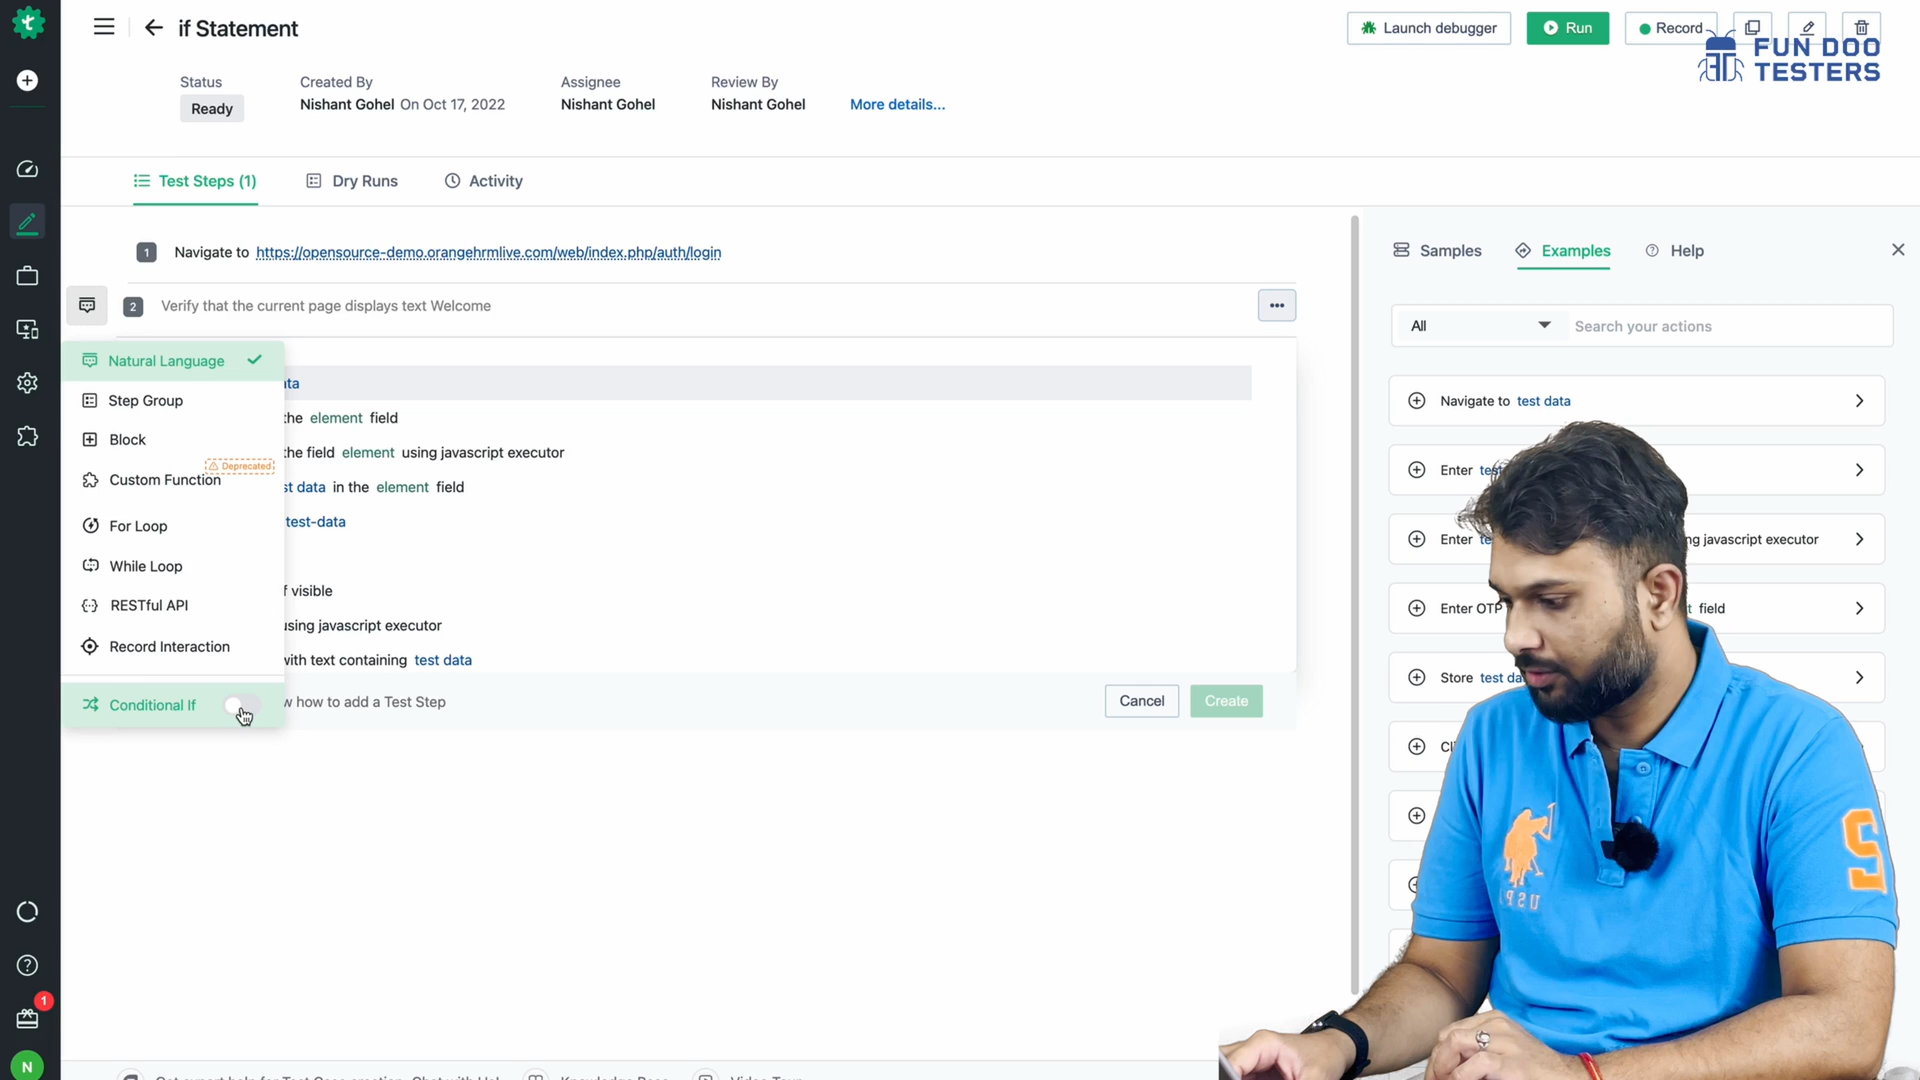 if Statement
Launch debugger
Run
Record
FUN DOO
TESTERS
Status
Ready
Created By
Nishant Gohel On Oct 17, 2022
Assignee
Nishant Gohel
Review By
Nishant Gohel
More details...
Test Steps (1)
Dry Runs
Activity
1 Navigate to https://opensource-demo.orangehrmlive.com/web/index.php/auth/login
2 Verify that the current page displays text Welcome
Natural Language
Step Group
Block
Deprecated
Custom Function
For Loop
While Loop
RESTful API
Record Interaction
Conditional If
the element field
the field element using javascript executor
data in the element field
test-data
visible
using javascript executor
with text containing test data
how to add a Test Step
Cancel
Create
Samples
Examples
Help
All
Search your actions
Navigate to test data
Enter
Enter
javascript executor
Enter OTP
field
Store test
1
N
USPA